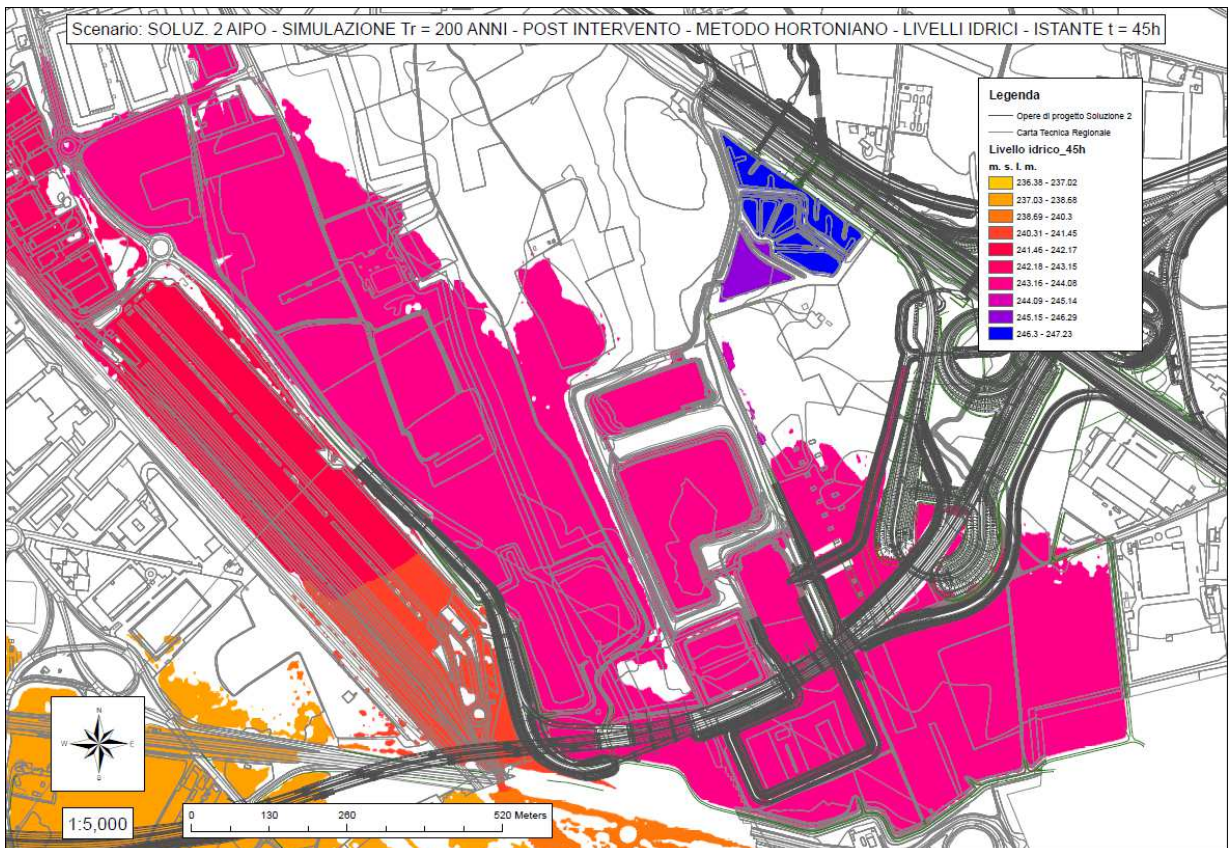 Scenario: SOLUZ. 2 AIPO - SIMULAZIONE Tr = 200 ANNI - POST INTERVENTO - METODO HORTONIANO - LIVELLI IDRICI - ISTANTE t = 45h
Legenda
Opere di progetto Soluzione 2
Carta Tecnica Regionale
Livello idrico_45h
m. s. l. m.
236.38 - 237.02
237.03 - 238.68
238.69 - 240.3
240.31 - 241.45
241.46 - 242.17
242.18 - 243.15
243.16 - 244.08
244.09 - 245.14
245.15 - 246.29
246.3 - 247.23
N
W E
S
1:5,000
0 130 260 520 Meters